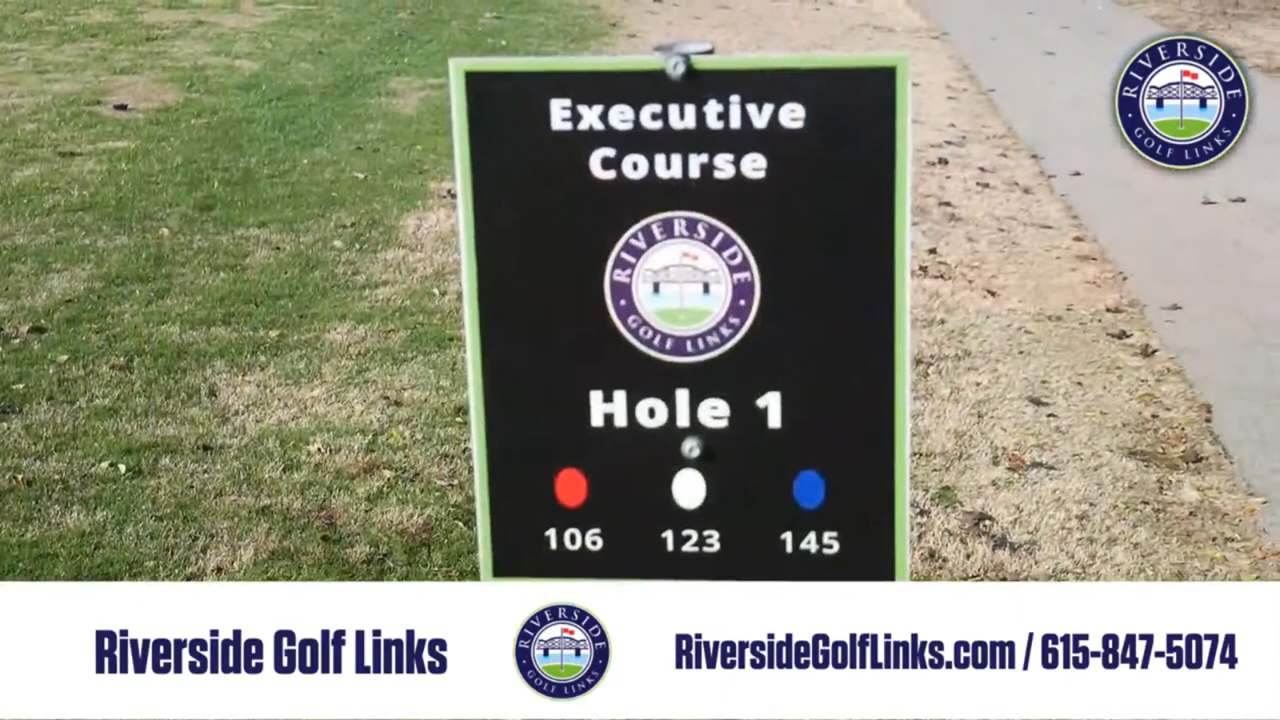 RIVERSIDE
GOLF LINKS
Executive
Course
RIVERSIDE
GOLF LINKS
Hole 1
106 123 145
Riverside Golf Links
RIVERSIDE
GOLF LINKS
RiversideGolfLinks.com / 615-847-5074